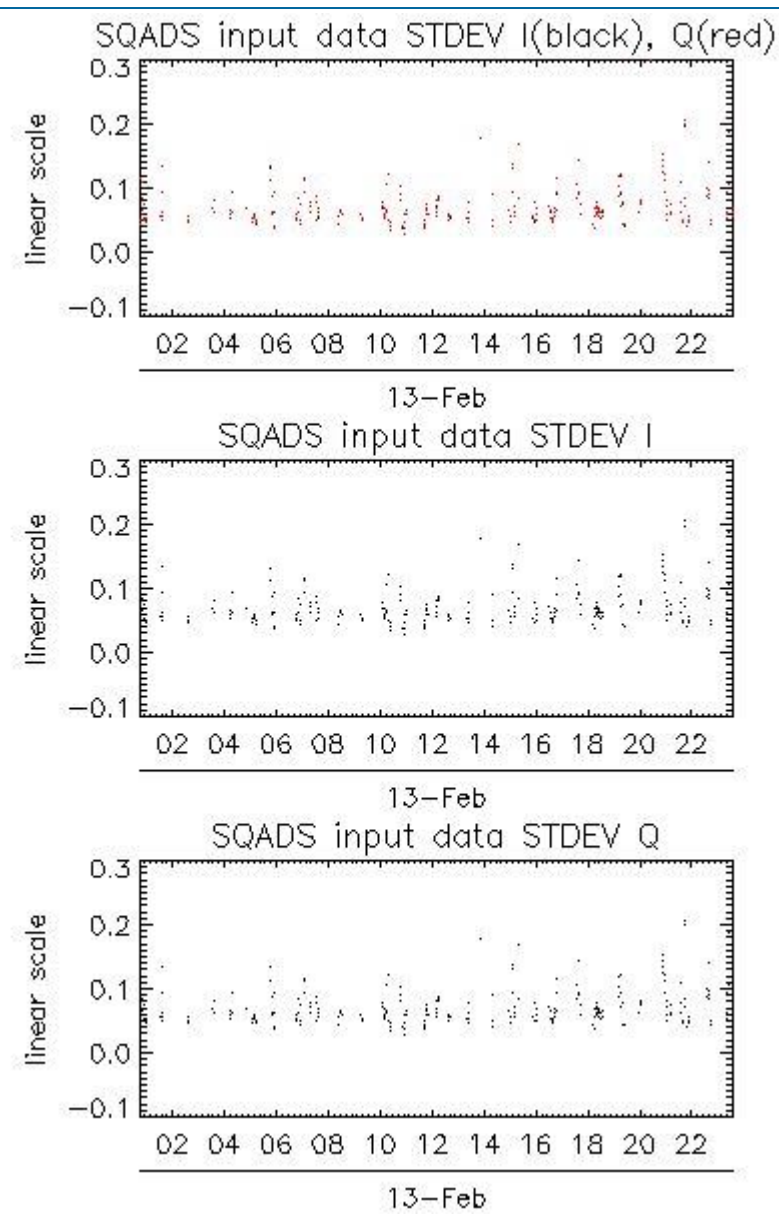 SQADS input data STDEV I(black), Q(red)
0.3
0.2
0.1
0.0
-0.1
linear scale
02 04 06 08 10 12 14 16 18 20 22
13-Feb
SQADS input data STDEV I
0.3
0.2
0.1
0.0
-0.1
linear scale
02 04 06 08 10 12 14 16 18 20 22
13-Feb
SQADS input data STDEV Q
0.3
0.2
0.1
0.0
-0.1
linear scale
02 04 06 08 10 12 14 16 18 20 22
13-Feb